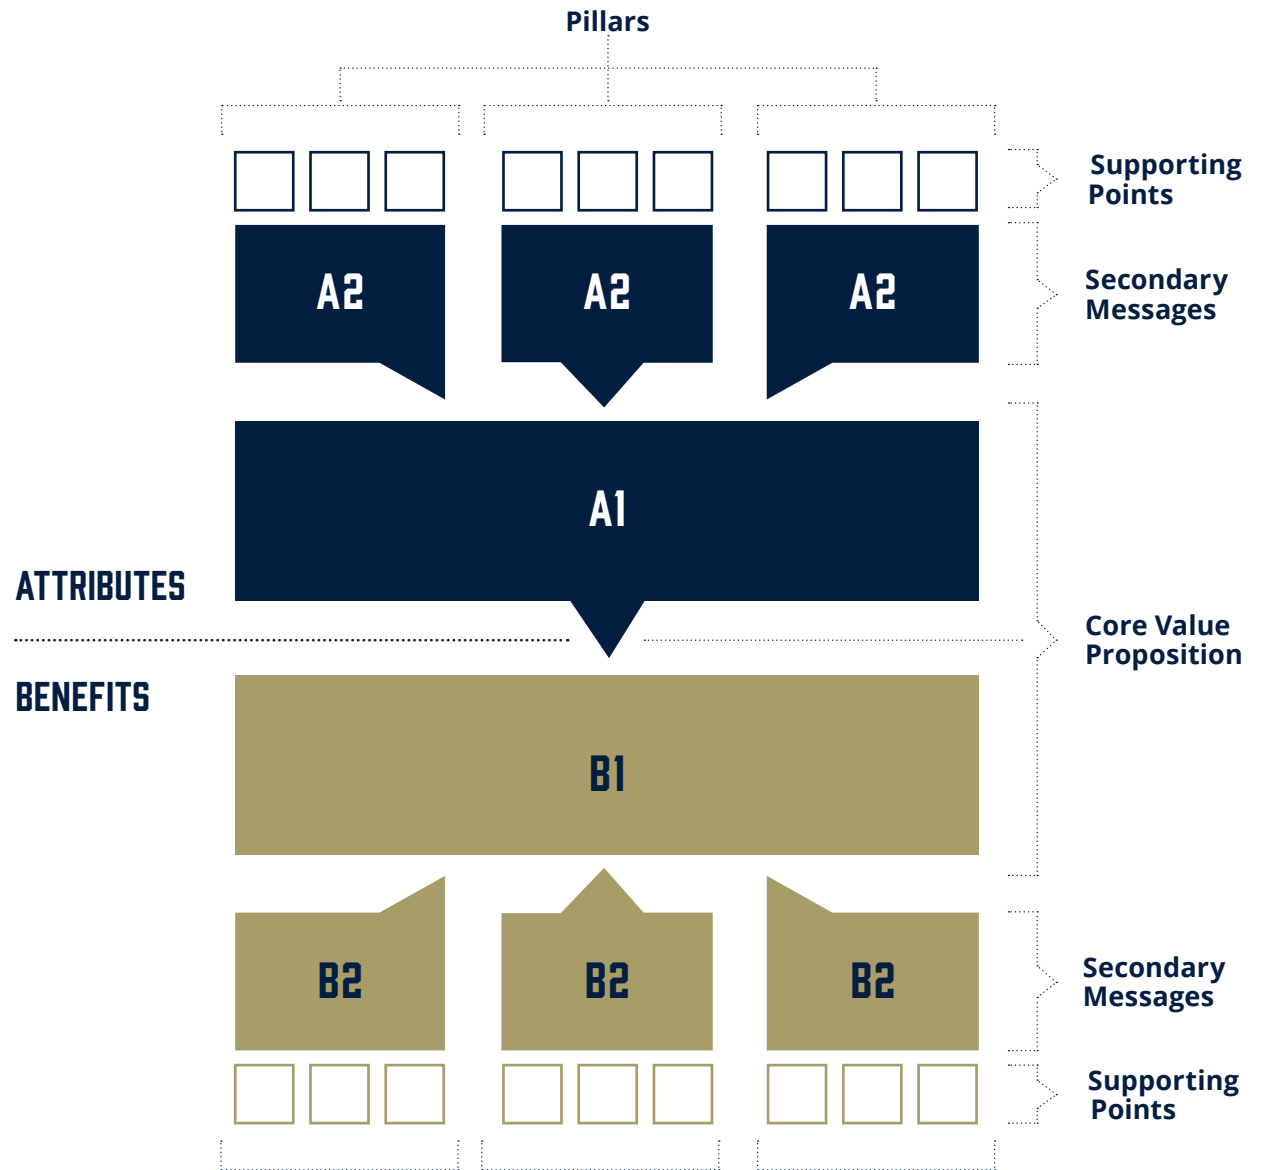 Pillars
Supporting
Points
A2 A2 A2
Secondary
Messages
A1
ATTRIBUTES
Core Value
Proposition
BENEFITS
B1
B2 B2 B2
Secondary
Messages
Supporting
Points